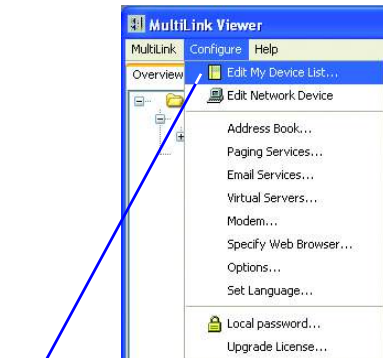 MultiLink Viewer
MultiLink Configure Help
Overview
Edit My Device List...
Edit Network Device
Address Book...
Paging Services...
Email Services...
Virtual Servers...
Modem...
Specify Web Browser...
Options...
Set Language...
Local password...
Upgrade License...